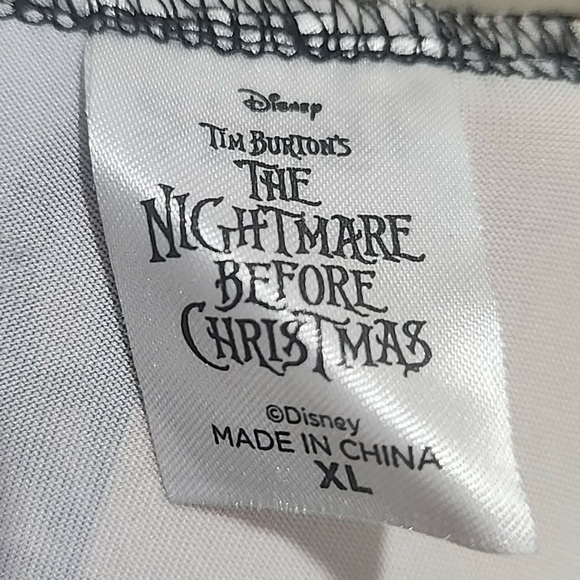 Disney
TIM BURTON'S
THE
NIGHTMARE
BEFORE
CHRISTMAS
©Disney
MADE IN CHINA
XL